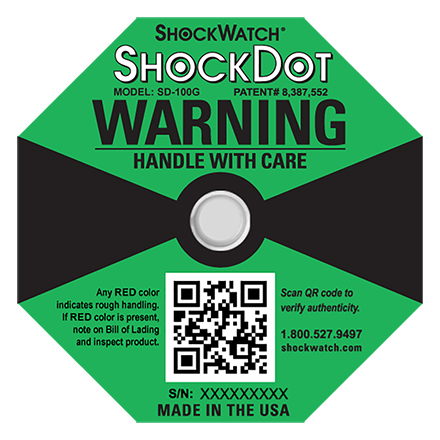 SHOCKWATCH®
SHOCKDOT
MODEL: SD-100G PATENT# 8,387,552
WARNING
HANDLE WITH CARE
Any RED color
indicates rough handling.
If RED color is present,
note on Bill of Lading
and inspect product.
Scan QR code to
verify authenticity.
1.800.527.9497
shockwatch.com
S/N: XXXXXXXXX
MADE IN THE USA